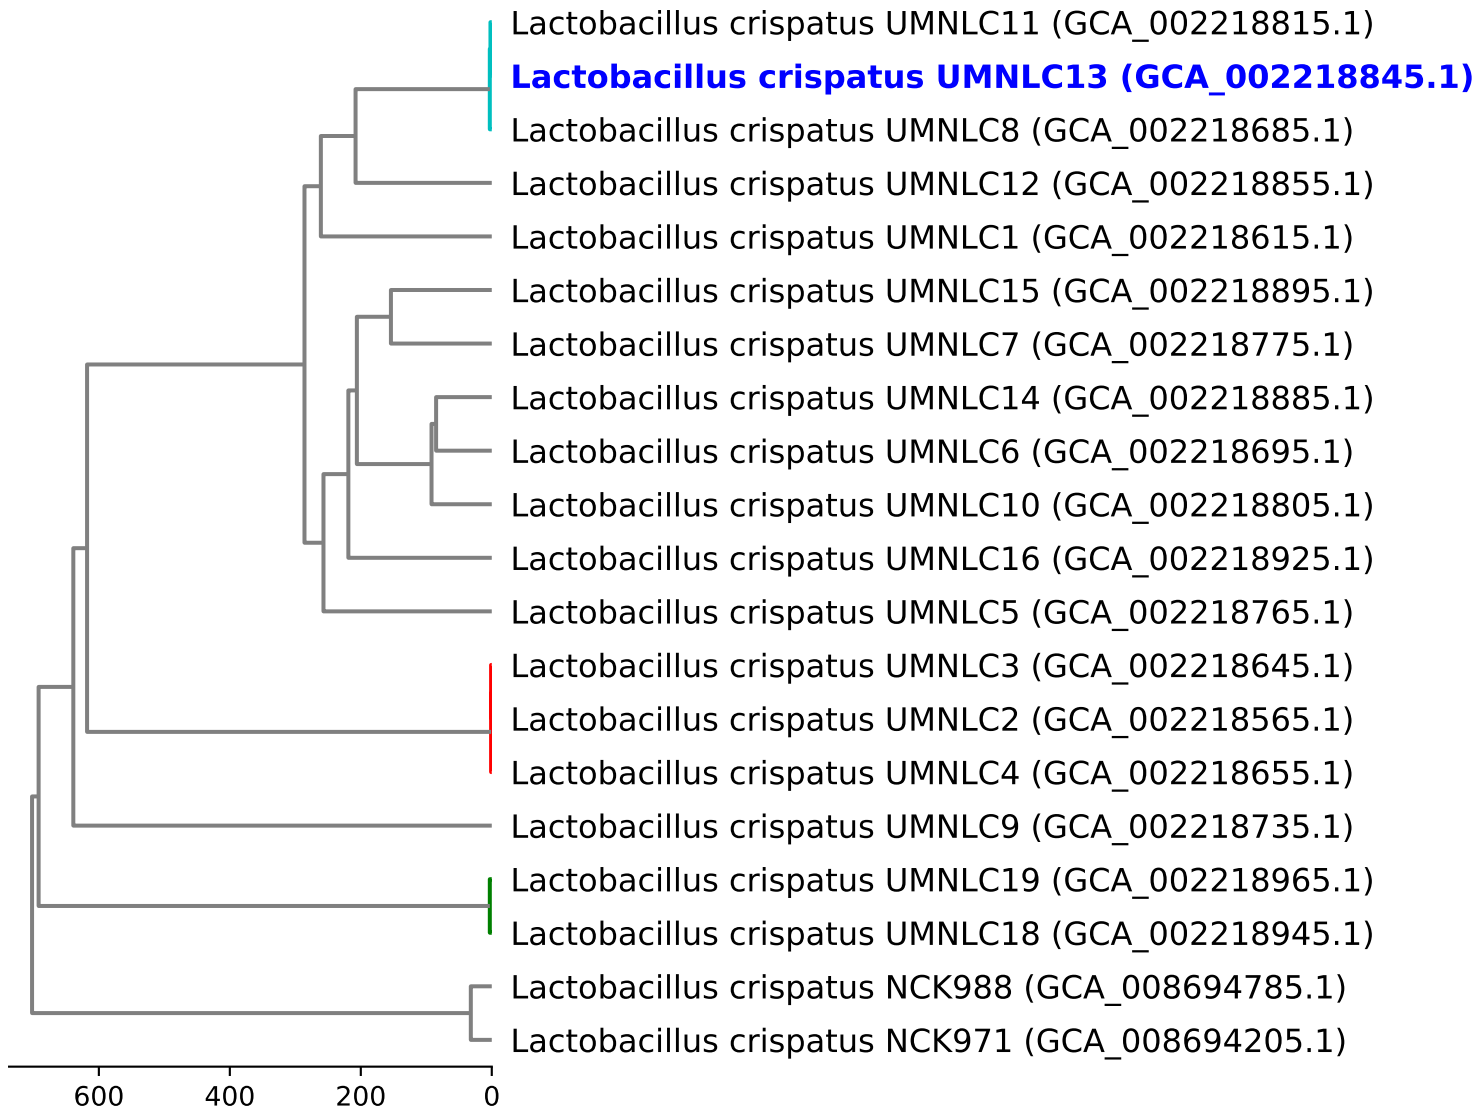 Lactobacillus crispatus UMNLC11 (GCA_002218815.1)
Lactobacillus crispatus UMNLC13 (GCA_002218845.1)
Lactobacillus crispatus UMNLC8 (GCA_002218685.1)
Lactobacillus crispatus UMNLC12 (GCA_002218855.1)
Lactobacillus crispatus UMNLC1 (GCA_002218615.1)
Lactobacillus crispatus UMNLC15 (GCA_002218895.1)
Lactobacillus crispatus UMNLC7 (GCA_002218775.1)
Lactobacillus crispatus UMNLC14 (GCA_002218885.1)
Lactobacillus crispatus UMNLC6 (GCA_002218695.1)
Lactobacillus crispatus UMNLC10 (GCA_002218805.1)
Lactobacillus crispatus UMNLC16 (GCA_002218925.1)
Lactobacillus crispatus UMNLC5 (GCA_002218765.1)
Lactobacillus crispatus UMNLC3 (GCA_002218645.1)
Lactobacillus crispatus UMNLC2 (GCA_002218565.1)
Lactobacillus crispatus UMNLC4 (GCA_002218655.1)
Lactobacillus crispatus UMNLC9 (GCA_002218735.1)
Lactobacillus crispatus UMNLC19 (GCA_002218965.1)
Lactobacillus crispatus UMNLC18 (GCA_002218945.1)
Lactobacillus crispatus NCK988 (GCA_008694785.1)
Lactobacillus crispatus NCK971 (GCA_008694205.1)
600 400 200 0